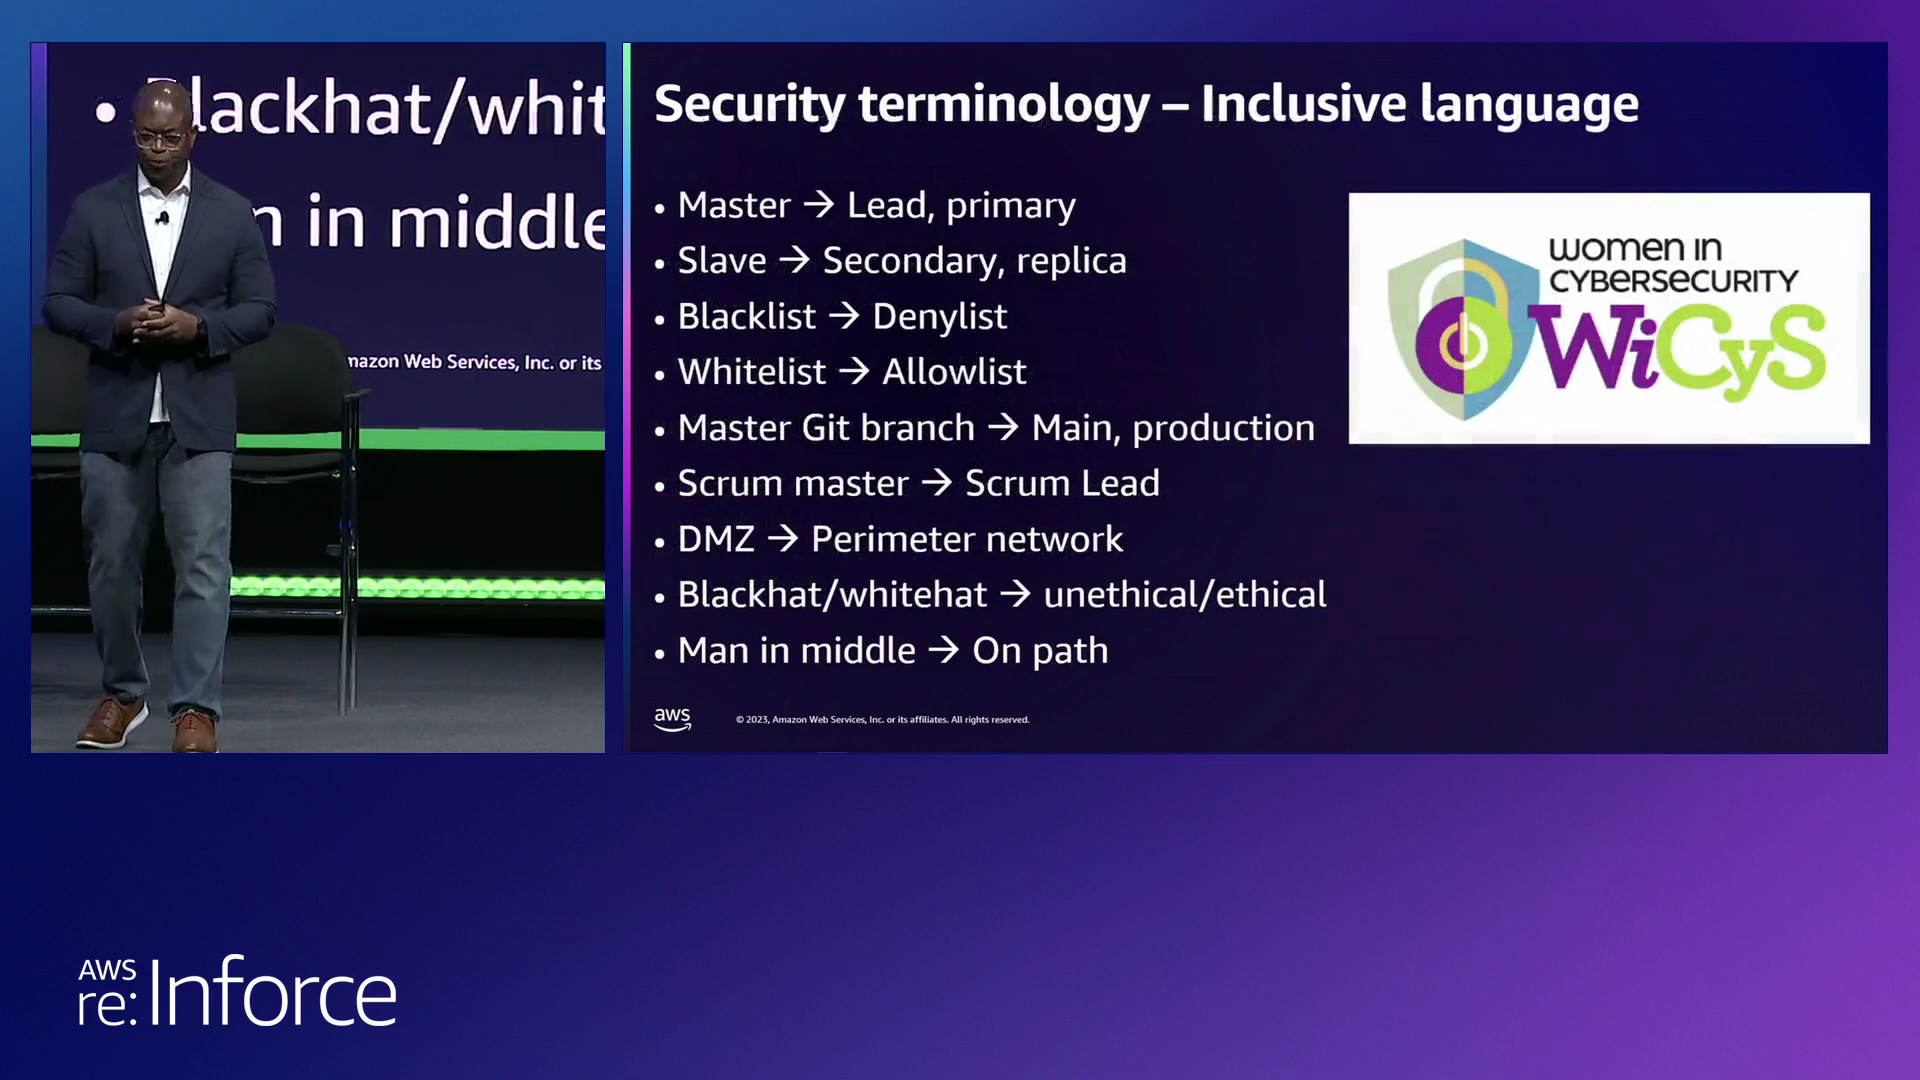 lackhat/whit
n in middle
mazon Web Services, Inc. or its
Security terminology – Inclusive language
• Master → Lead, primary
• Slave → Secondary, replica
• Blacklist → Denylist
• Whitelist → Allowlist
• Master Git branch → Main, production
• Scrum master → Scrum Lead
• DMZ → Perimeter network
• Blackhat/whitehat → unethical/ethical
• Man in middle → On path
women in
CYBERSECURITY
WiCyS
aws
© 2023, Amazon Web Services, Inc. or its affiliates. All rights reserved.
AWS
re:Inforce